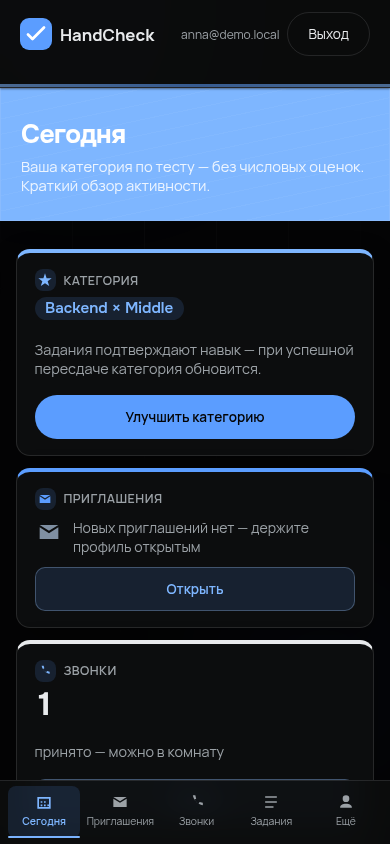 HandCheck
anna@demo.local
Выход
Сегодня
Ваша категория по тесту — без числовых оценок.
Краткий обзор активности.
КАТЕГОРИЯ
Backend × Middle
Задания подтверждают навык — при успешной
пересдаче категория обновится.
Улучшить категорию
ПРИГЛАШЕНИЯ
Новых приглашений нет — держите
профиль открытым
Открыть
ЗВОНКИ
1
принято — можно в комнату
Сегодня
Приглашения
Звонки
Задания
Ещё